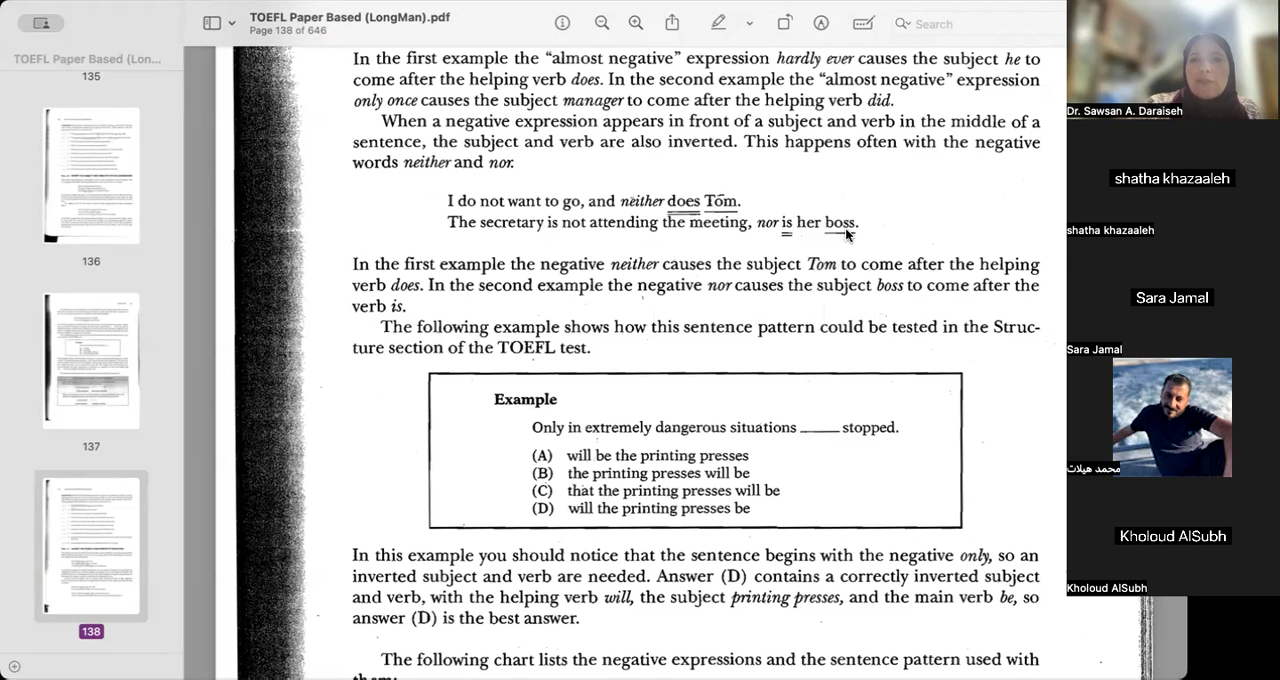 TOEFL Paper Based (LongMan).pdf
Page 138 of 646
Search
TOEFL Paper Based (Lon...
135
136
137
138
In the first example the “almost negative” expression hardly ever causes the subject he to
come after the helping verb does. In the second example the “almost negative” expression
only once causes the subject manager to come after the helping verb did.
When a negative expression appears in front of a subject and verb in the middle of a
sentence, the subject and verb are also inverted. This happens often with the negative
words neither and nor.
I do not want to go, and neither does Tom.
The secretary is not attending the meeting, nor is her boss.
In the first example the negative neither causes the subject Tom to come after the helping
verb does. In the second example the negative nor causes the subject boss to come after the
verb is.
The following example shows how this sentence pattern could be tested in the Struc-
ture section of the TOEFL test.
Example
Only in extremely dangerous situations _____ stopped.
(A) will be the printing presses
(B) the printing presses will be
(C) that the printing presses will be
(D) will the printing presses be
In this example you should notice that the sentence begins with the negative only, so an
inverted subject and verb are needed. Answer (D) contains a correctly inverted subject
and verb, with the helping verb will, the subject printing presses, and the main verb be, so
answer (D) is the best answer.
The following chart lists the negative expressions and the sentence pattern used with
them:
Dr. Sawsan A. Daraiseh
shatha khazaaleh
shatha khazaaleh
Sara Jamal
Sara Jamal
محمد هيلات
Kholoud AlSubh
Kholoud AlSubh